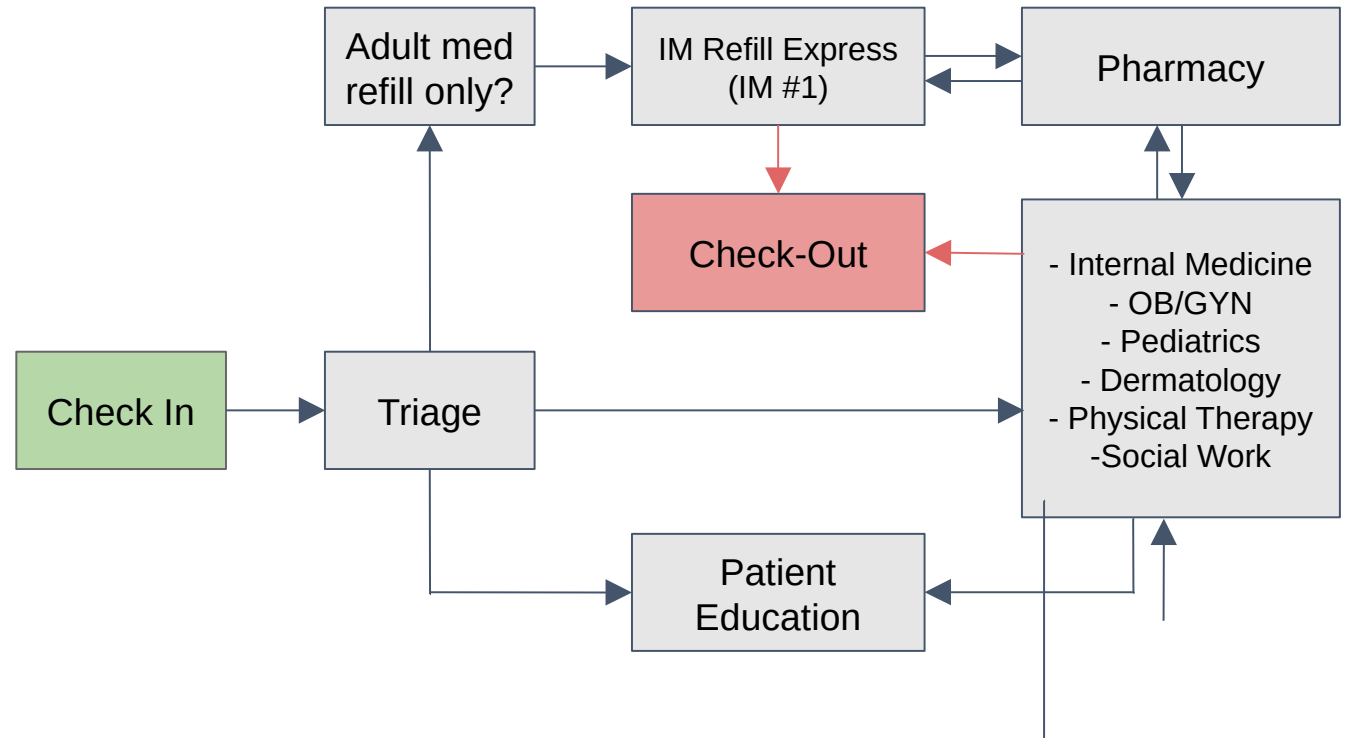 Adult med
refill only?
IM Refill Express
(IM #1)
Pharmacy
Check-Out
- Internal Medicine
- OB/GYN
- Pediatrics
- Dermatology
- Physical Therapy
-Social Work
Check In
Triage
Patient
Education